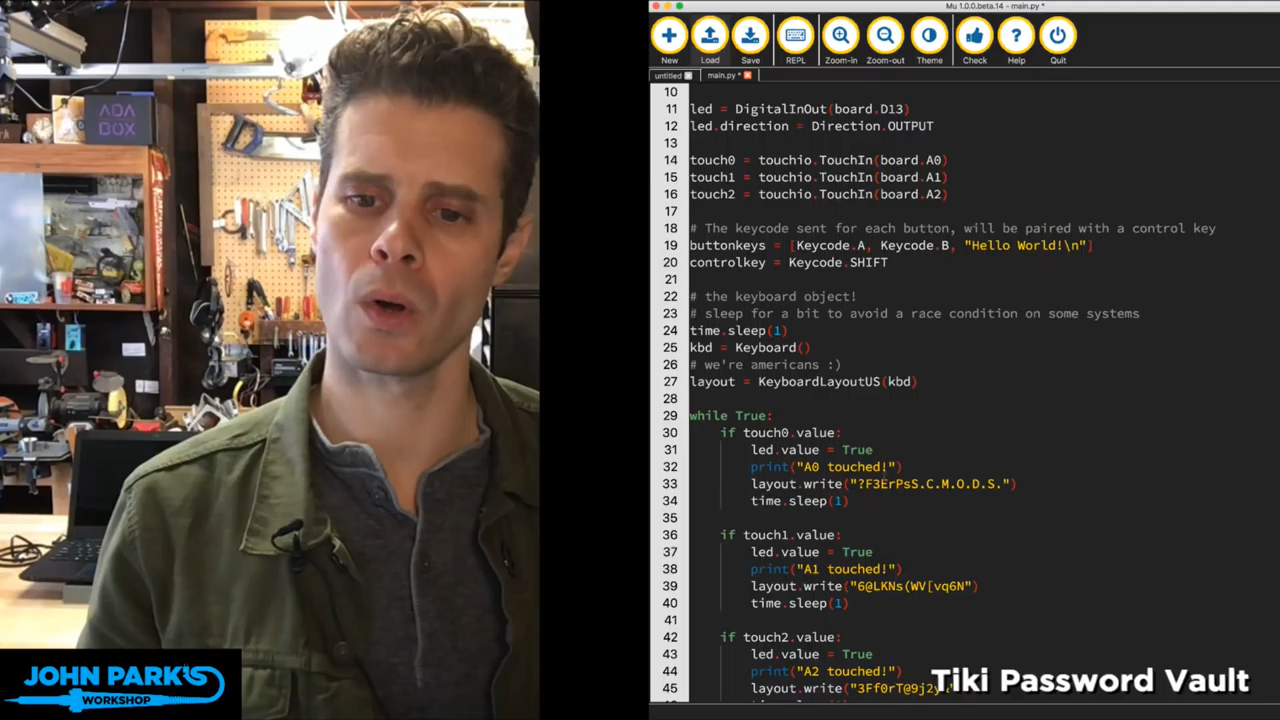 ADA
BOX
JOHN PARK'S
WORKSHOP
Mu 1.0.0.beta.14 - main.py *
New Load Save REPL Zoom-in Zoom-out Theme Check Help Quit
untitled main.py *
10
11 led = DigitalInOut(board.D13)
12 led.direction = Direction.OUTPUT
13
14 touch0 = touchio.TouchIn(board.A0)
15 touch1 = touchio.TouchIn(board.A1)
16 touch2 = touchio.TouchIn(board.A2)
17
18 # The keycode sent for each button, will be paired with a control key
19 buttonkeys = [Keycode.A, Keycode.B, "Hello World!\n"]
20 controlkey = Keycode.SHIFT
21
22 # the keyboard object!
23 # sleep for a bit to avoid a race condition on some systems
24 time.sleep(1)
25 kbd = Keyboard()
26 # we're americans :)
27 layout = KeyboardLayoutUS(kbd)
28
29 while True:
30 if touch0.value:
31 led.value = True
32 print("A0 touched!")
33 layout.write("?F3ErPsS.C.M.O.D.S.")
34 time.sleep(1)
35
36 if touch1.value:
37 led.value = True
38 print("A1 touched!")
39 layout.write("6@LKNs(WV[vq6N")
40 time.sleep(1)
41
42 if touch2.value:
43 led.value = True
44 print("A2 touched!")
45 layout.write("3Ff0rT@9j2y
Tiki Password Vault